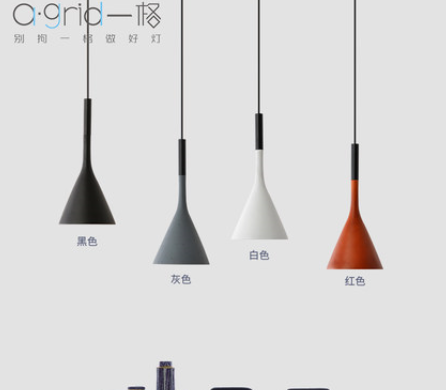 a·grid一格
别拘一格做好灯
黑色
白色
灰色
红色